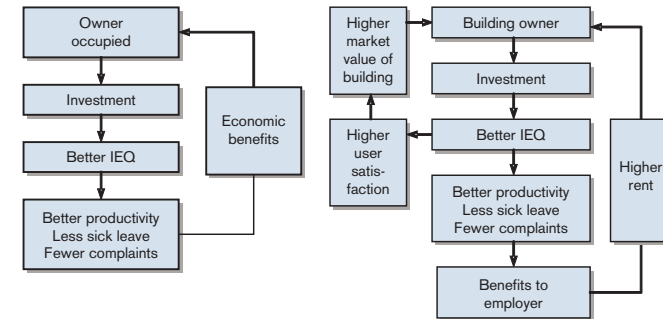 Owner
occupied
Investment
Better IEQ
Better productivity
Less sick leave
Fewer complaints
Economic
benefits
Higher
market
value of
building
Higher
user
satis-
faction
Building owner
Investment
Better IEQ
Better productivity
Less sick leave
Fewer complaints
Benefits to
employer
Higher
rent